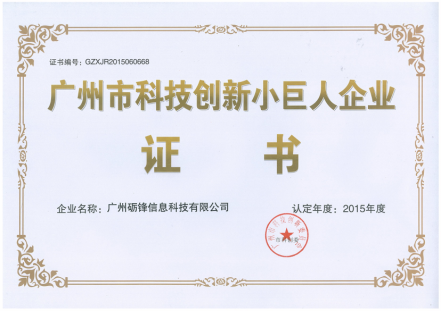 证书编号：GZXJR2015060668
广州市科技创新小巨人企业
证 书
企业名称：广州砺锋信息科技有限公司
认定年度：2015年度